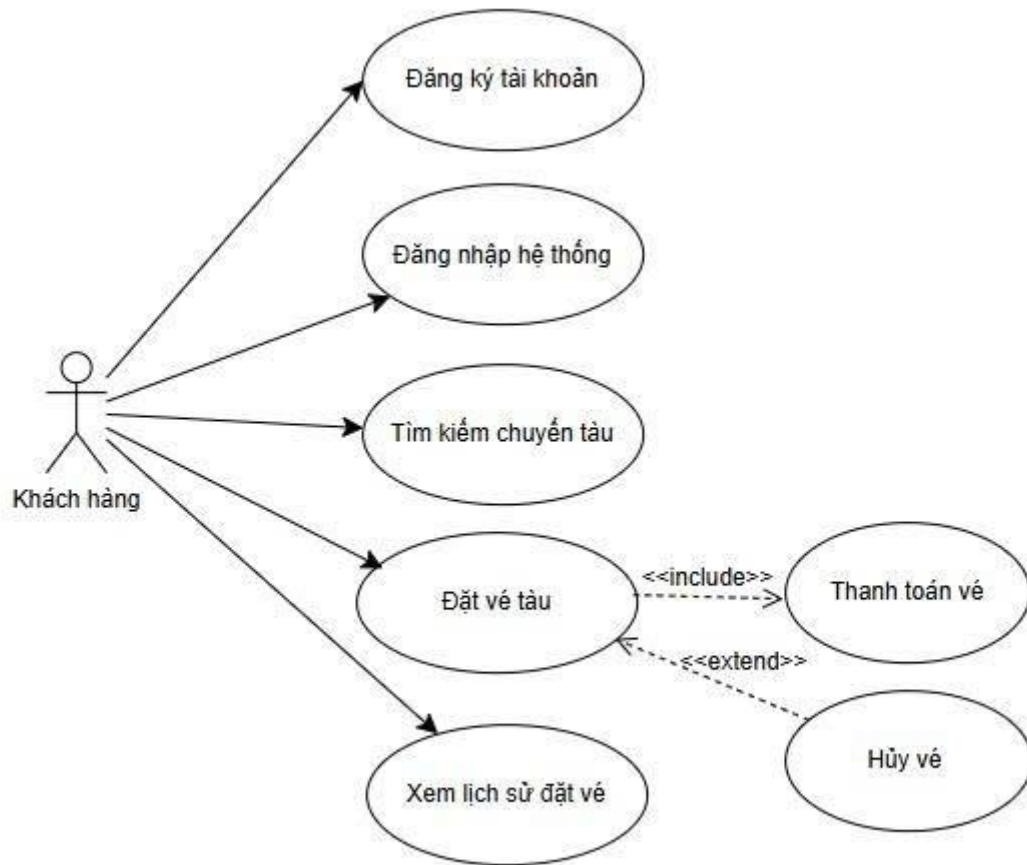 Đăng ký tài khoản
Đăng nhập hệ thống
Tìm kiếm chuyến tàu
Khách hàng
Đặt vé tàu
<<include>>
Thanh toán vé
<<extend>>
Hủy vé
Xem lịch sử đặt vé